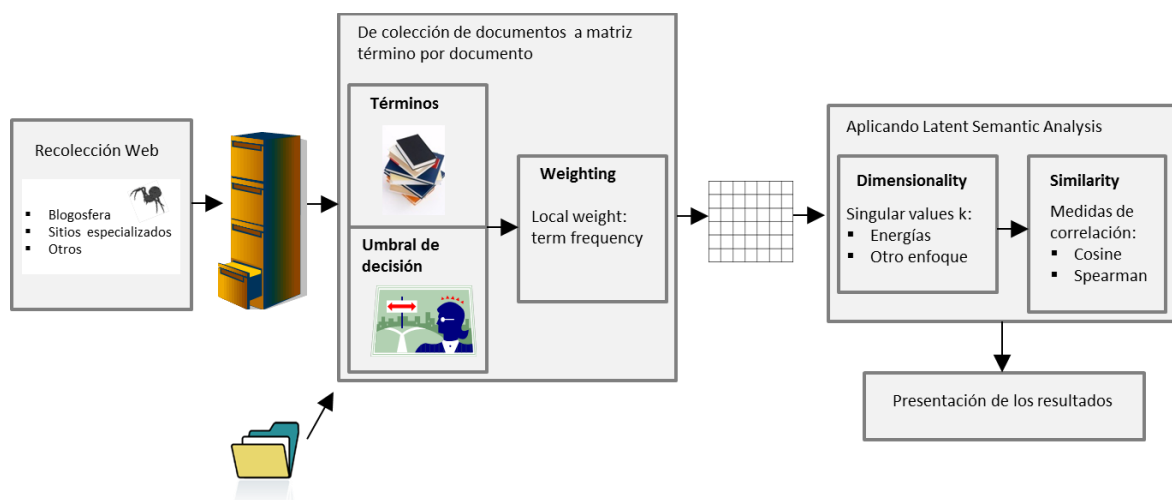 Recolección Web
▪ Blogosfera
▪ Sitios especializados
▪ Otros
De colección de documentos a matriz
término por documento
Términos
Umbral de
decisión
Weighting
Local weight:
term frequency
Aplicando Latent Semantic Analysis
Dimensionality
Singular values k:
▪ Energías
▪ Otro enfoque
Similarity
Medidas de
correlación:
▪ Cosine
▪ Spearman
Presentación de los resultados